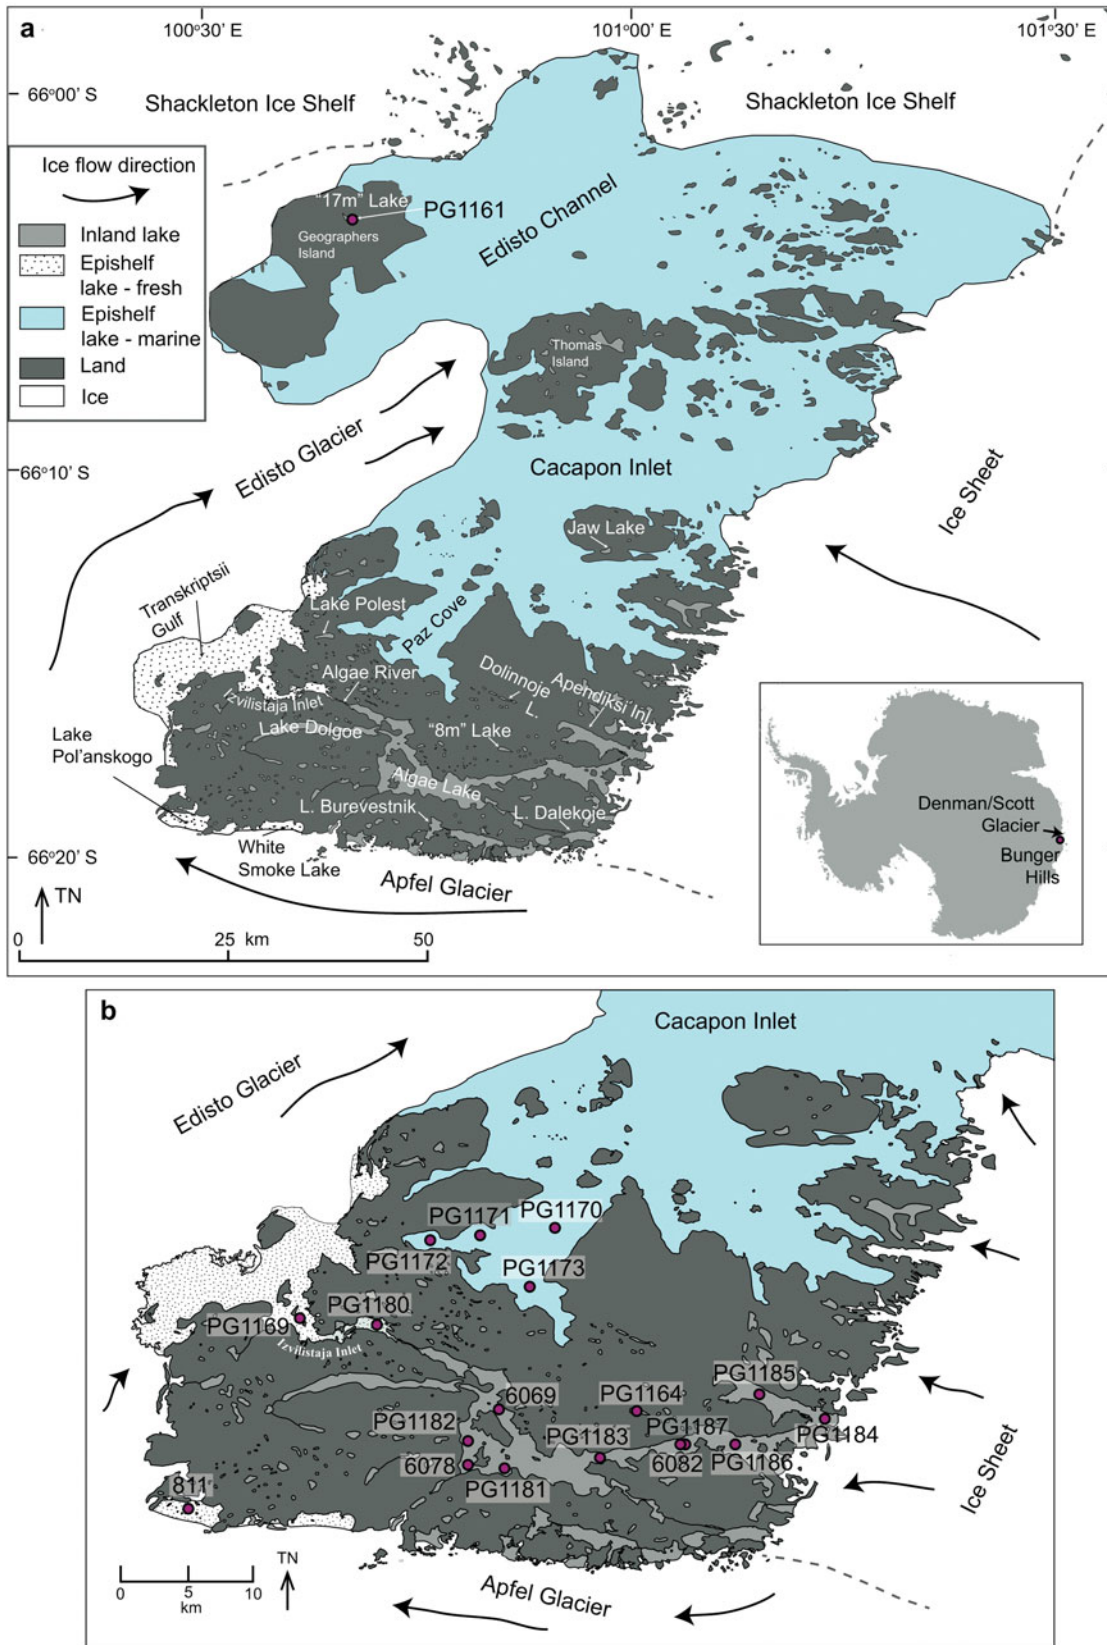 a
100°30' E
101°00' E
101°30' E
66°00' S
Shackleton Ice Shelf
Shackleton Ice Shelf
Ice flow direction
Inland lake
Epishelf
lake - fresh
Epishelf
lake - marine
Land
Ice
"17m" Lake
PG1161
Geographers
Island
Edisto Channel
Thomas
Island
Edisto Glacier
66°10' S
Cacapon Inlet
Ice Sheet
Jaw Lake
Transkriptsii
Gulf
Lake Polest
Paz Cove
Algae River
Dolinnoje
L.
Apendiksi Inl.
Izvilistaja Inlet
Lake Dolgoe
"8m" Lake
Lake
Pol'anskogo
Algae Lake
L. Burevestnik
L. Dalekoje
White
Smoke Lake
66°20' S
Apfel Glacier
TN
0
25
km
50
Denman/Scott
Glacier
Bunger
Hills
b
Cacapon Inlet
Edisto Glacier
PG1171
PG1170
PG1172
PG1173
PG1180
PG1169
Izvilistaja Inlet
PG1185
6069
PG1164
PG1182
PG1183
PG1187
PG1184
6078
6082
PG1186
PG1181
811
Ice Sheet
TN
0
5
10
km
Apfel Glacier